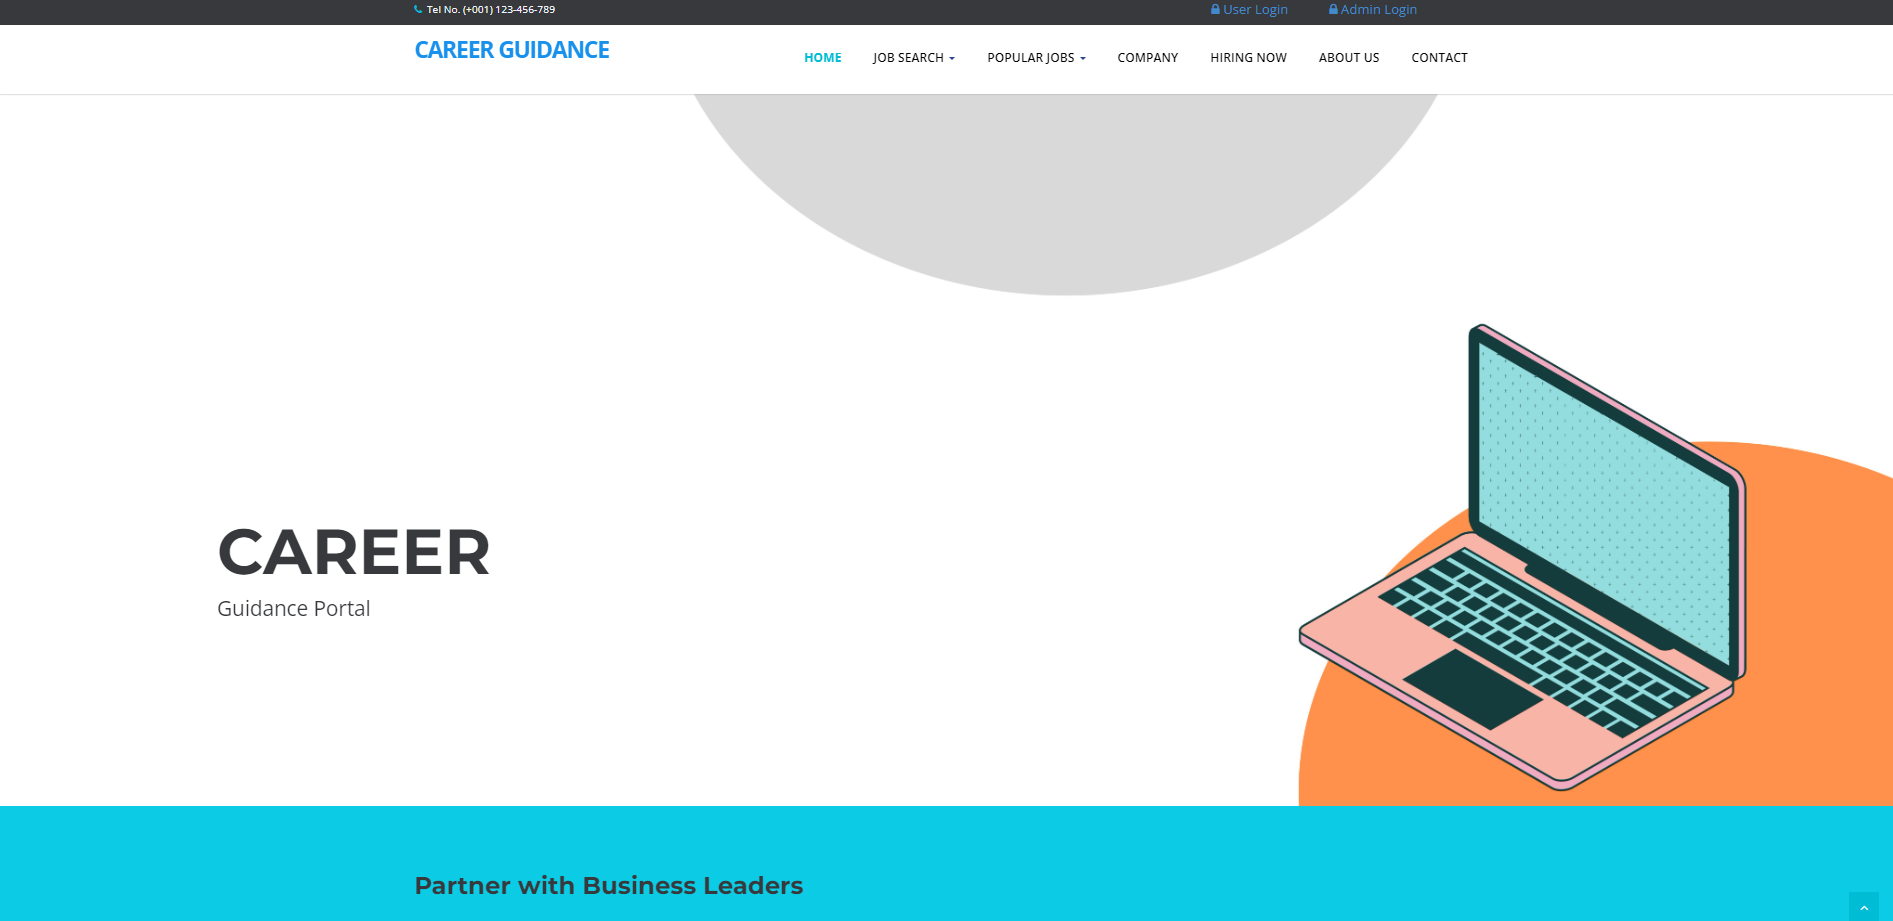 Tel No. (+001) 123-456-789
User Login
Admin Login
CAREER GUIDANCE
HOME
JOB SEARCH
POPULAR JOBS
COMPANY
HIRING NOW
ABOUT US
CONTACT
CAREER
Guidance Portal
Partner with Business Leaders